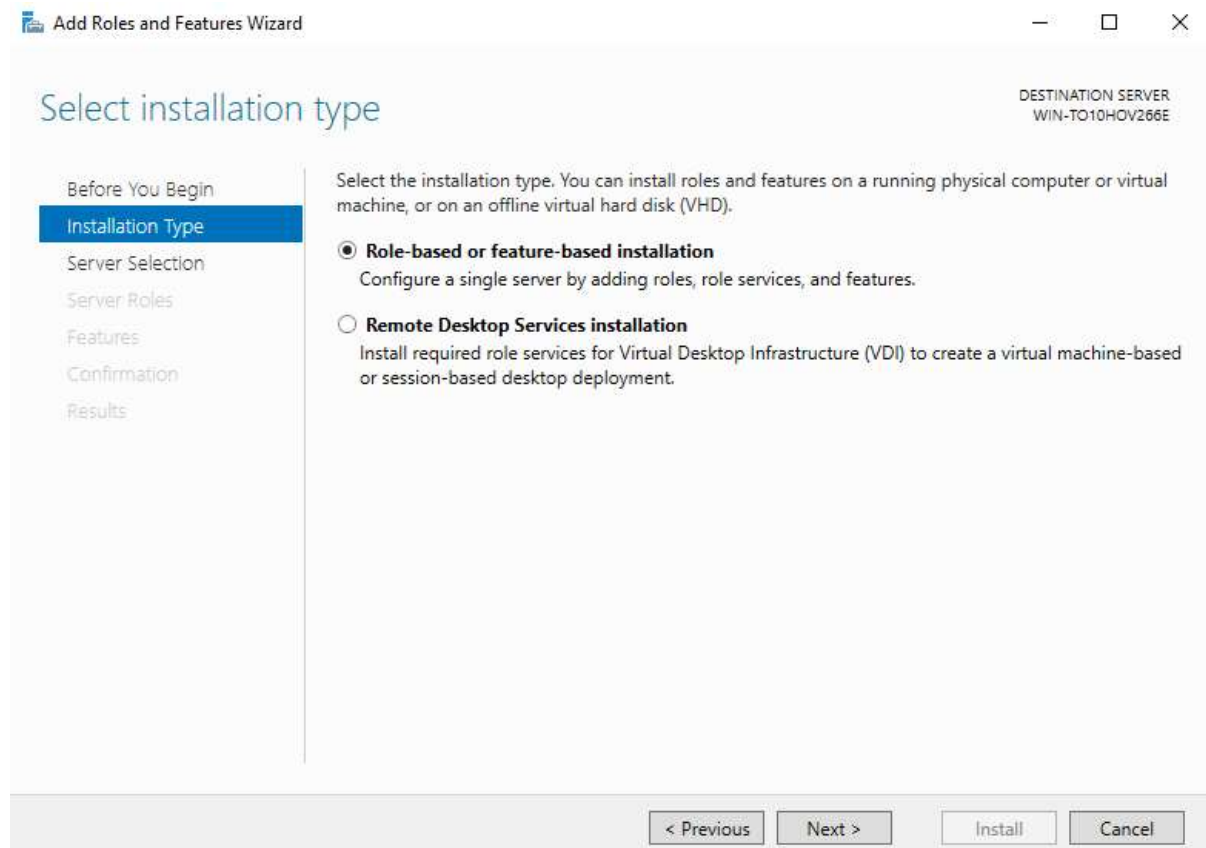 Add Roles and Features Wizard
Select installation type
DESTINATION SERVER
WIN-TO10HOV266E
Before You Begin
Installation Type
Server Selection
Server Roles
Features
Confirmation
Results
Select the installation type. You can install roles and features on a running physical computer or virtual
machine, or on an offline virtual hard disk (VHD).
Role-based or feature-based installation
Configure a single server by adding roles, role services, and features.
Remote Desktop Services installation
Install required role services for Virtual Desktop Infrastructure (VDI) to create a virtual machine-based
or session-based desktop deployment.
< Previous
Next >
Install
Cancel